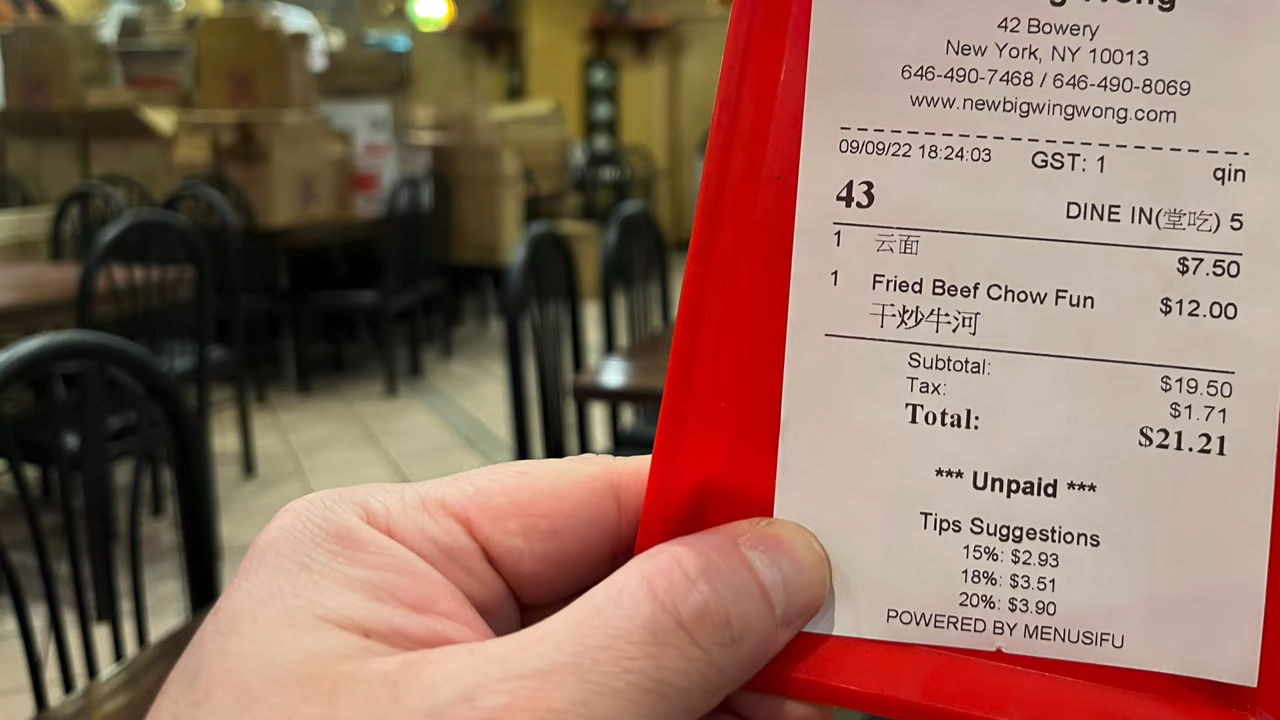 42 Bowery
New York, NY 10013
646-490-7468 / 646-490-8069
www.newbigwingwong.com
09/09/22 18:24:03 GST: 1 qin
43 DINE IN(堂吃) 5
1 云面 $7.50
1 Fried Beef Chow Fun $12.00
干炒牛河
Subtotal: $19.50
Tax: $1.71
Total: $21.21
*** Unpaid ***
Tips Suggestions
15%: $2.93
18%: $3.51
20%: $3.90
POWERED BY MENUSIFU